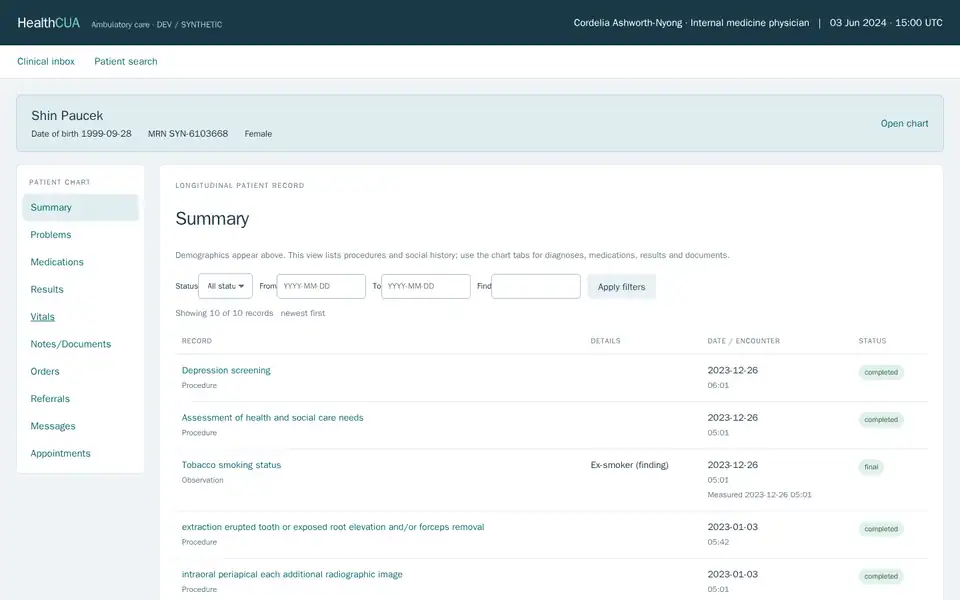 HealthCUA Ambulatory care · DEV / SYNTHETIC Cordelia Ashworth-Nyong · Internal medicine physician | 03 Jun 2024 · 15:00 UTC
Clinical inbox Patient search
Shin Paucek
Date of birth 1999-09-28 MRN SYN-6103668 Female
Open chart
PATIENT CHART
Summary
Problems
Medications
Results
Vitals
Notes/Documents
Orders
Referrals
Messages
Appointments
LONGITUDINAL PATIENT RECORD
Summary
Demographics appear above. This view lists procedures and social history; use the chart tabs for diagnoses, medications, results and documents.
Status All statu From YYYY-MM-DD To YYYY-MM-DD Find Apply filters
Showing 10 of 10 records newest first
RECORD DETAILS DATE / ENCOUNTER STATUS
Depression screening 2023-12-26 completed
Procedure 06:01
Assessment of health and social care needs 2023-12-26 completed
Procedure 05:01
Tobacco smoking status Ex-smoker (finding) 2023-12-26 final
Observation 05:01
Measured 2023-12-26 05:01
extraction erupted tooth or exposed root elevation and/or forceps removal 2023-01-03 completed
Procedure 05:42
intraoral periapical each additional radiographic image 2023-01-03 completed
Procedure 05:01